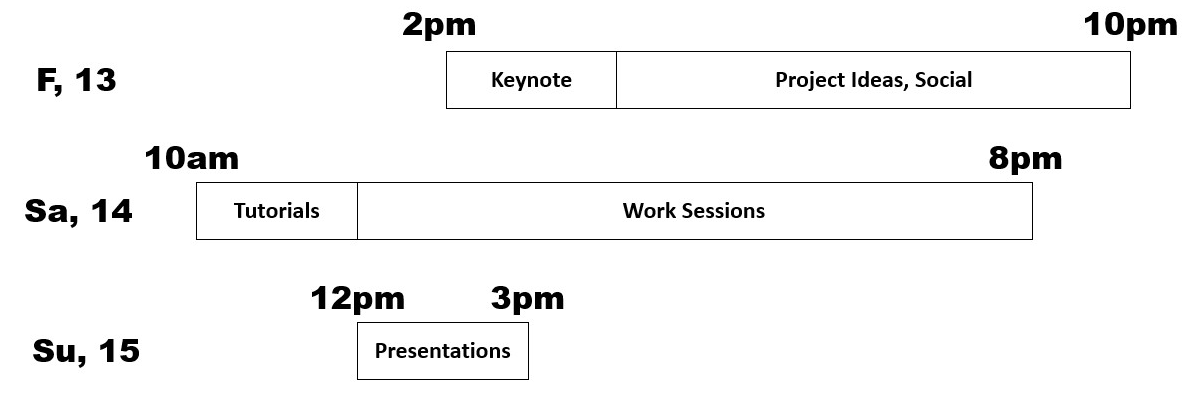 2pm 10pm
F, 13 Keynote Project Ideas, Social
10am 8pm
Sa, 14 Tutorials Work Sessions
12pm 3pm
Su, 15 Presentations